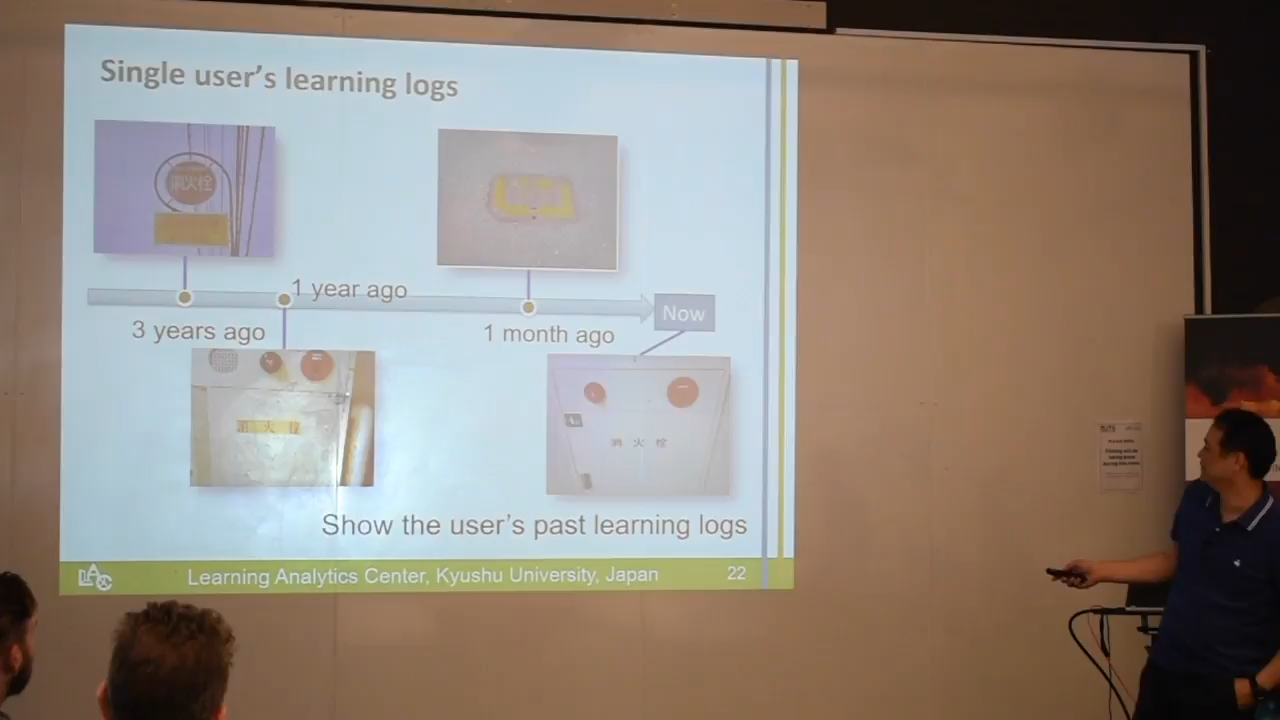 Single user's learning logs
消火栓
1 year ago
3 years ago
1 month ago
Now
消 火 栓
消 火 栓
Show the user's past learning logs
Learning Analytics Center, Kyushu University, Japan
22